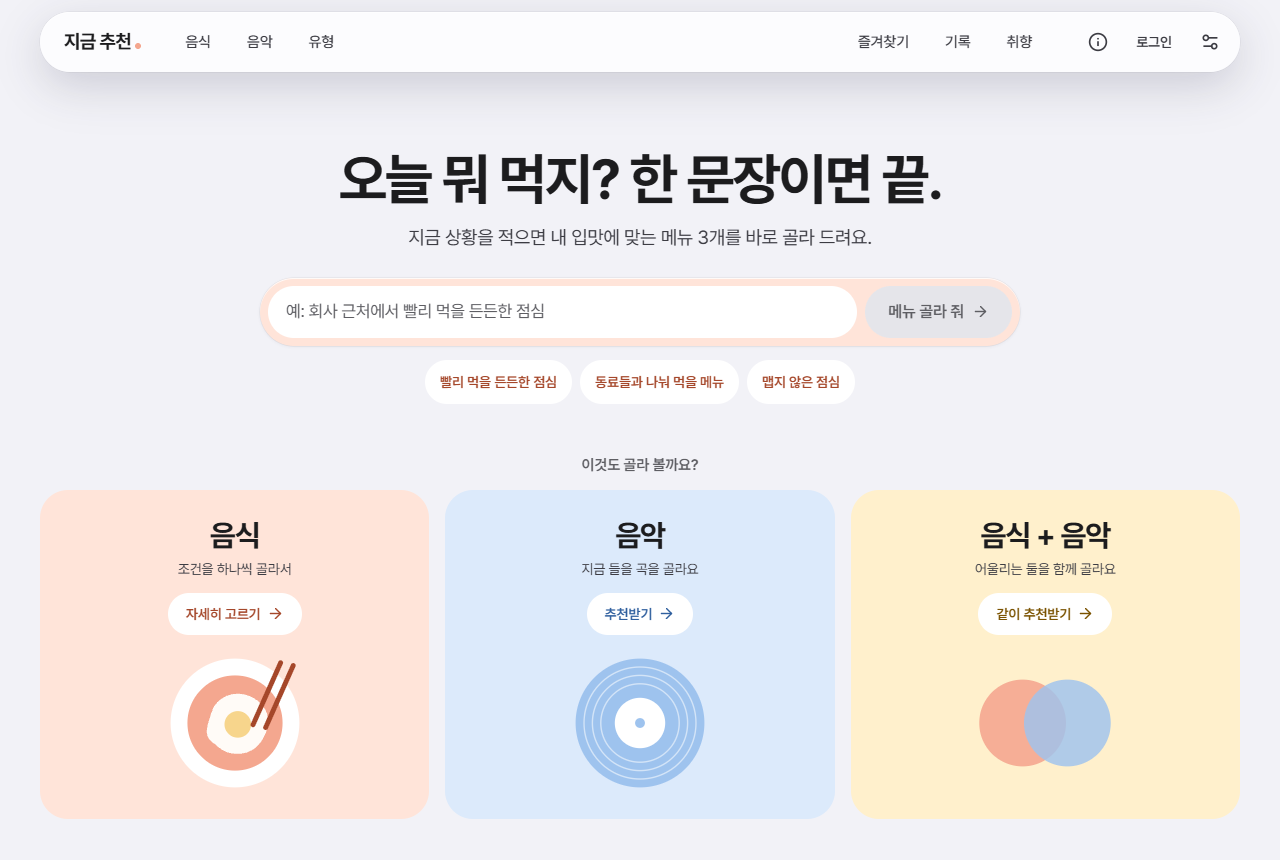 지금 추천
음식 음악 유형 즐겨찾기 기록 취향 로그인
오늘 뭐 먹지? 한 문장이면 끝.
지금 상황을 적으면 내 입맛에 맞는 메뉴 3개를 바로 골라 드려요.
예: 회사 근처에서 빨리 먹을 든든한 점심
메뉴 골라 줘 →
빨리 먹을 든든한 점심
동료들과 나눠 먹을 메뉴
맵지 않은 점심
이것도 골라 볼까요?
음식
조건을 하나씩 골라서
자세히 고르기 →
음악
지금 들을 곡을 골라요
추천받기 →
음식 + 음악
어울리는 둘을 함께 골라요
같이 추천받기 →